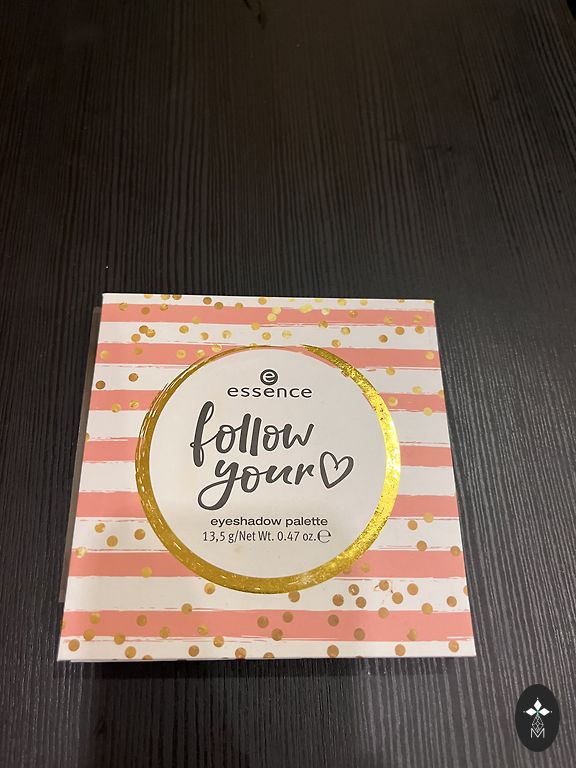 essence
follow
your♡
eyeshadow palette
13,5 g/Net Wt. 0.47 oz.℮
M